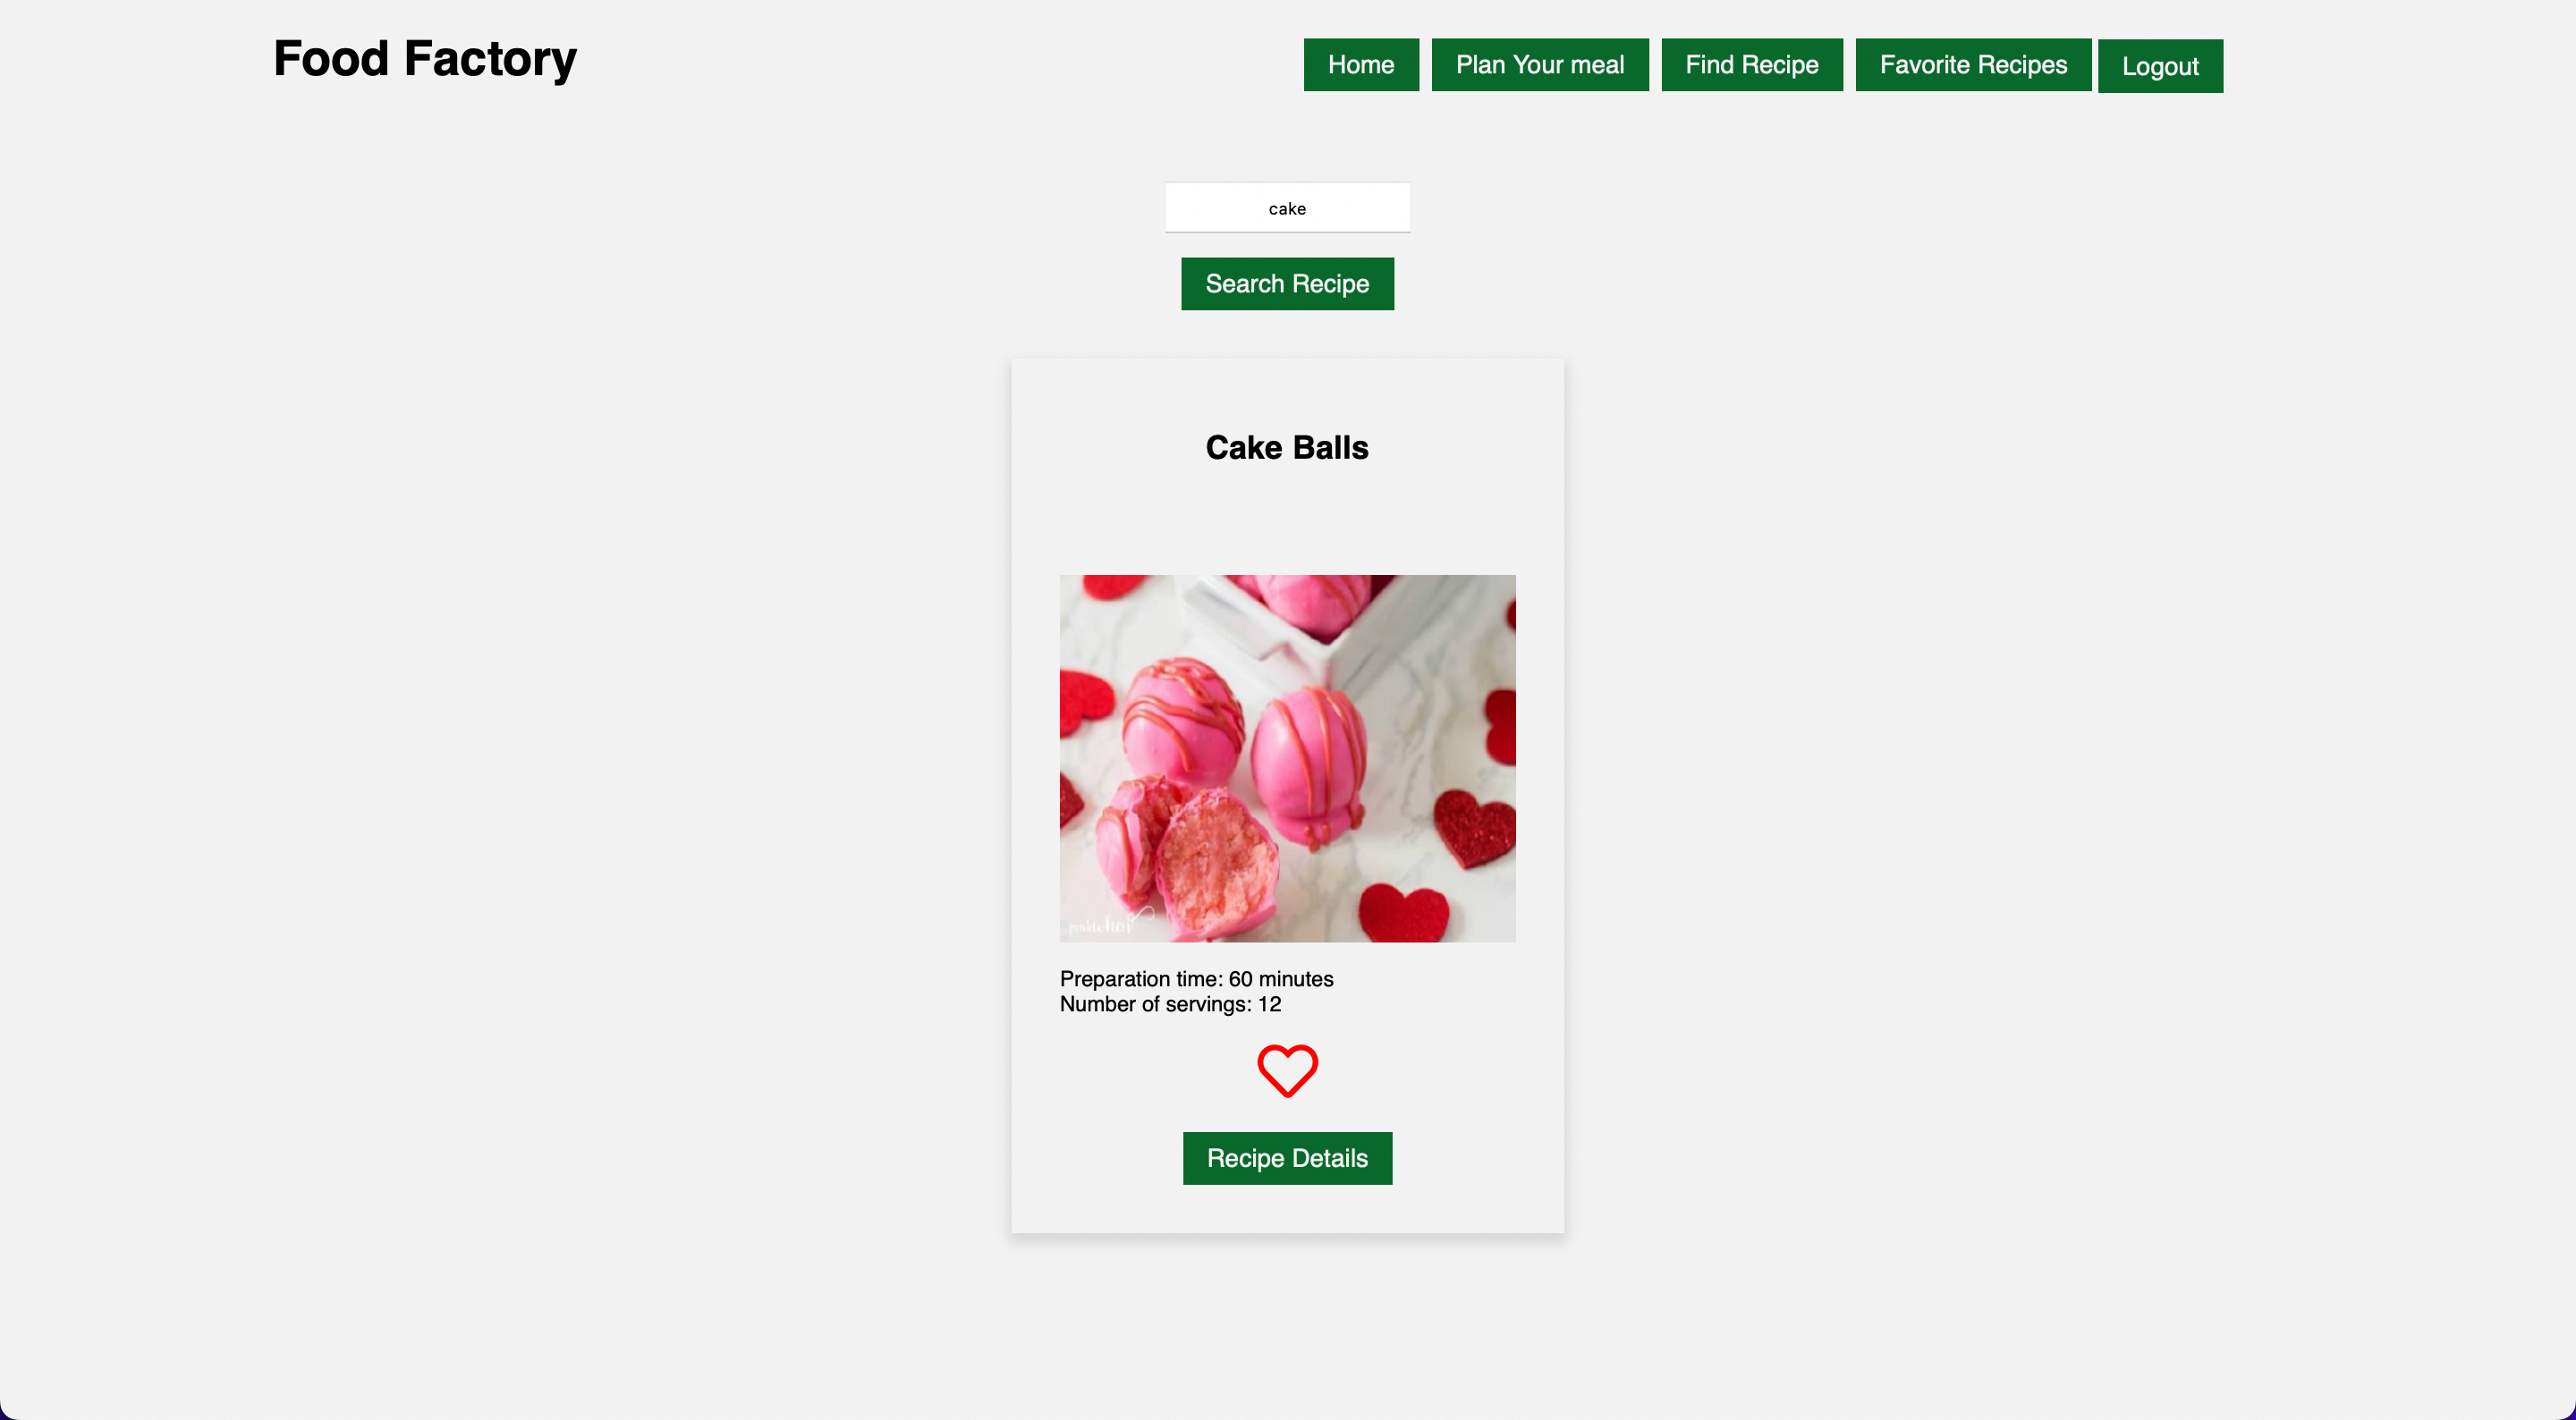 Food Factory
Home
Plan Your meal
Find Recipe
Favorite Recipes
Logout
cake
Search Recipe
Cake Balls
Preparation time: 60 minutes
Number of servings: 12
Recipe Details